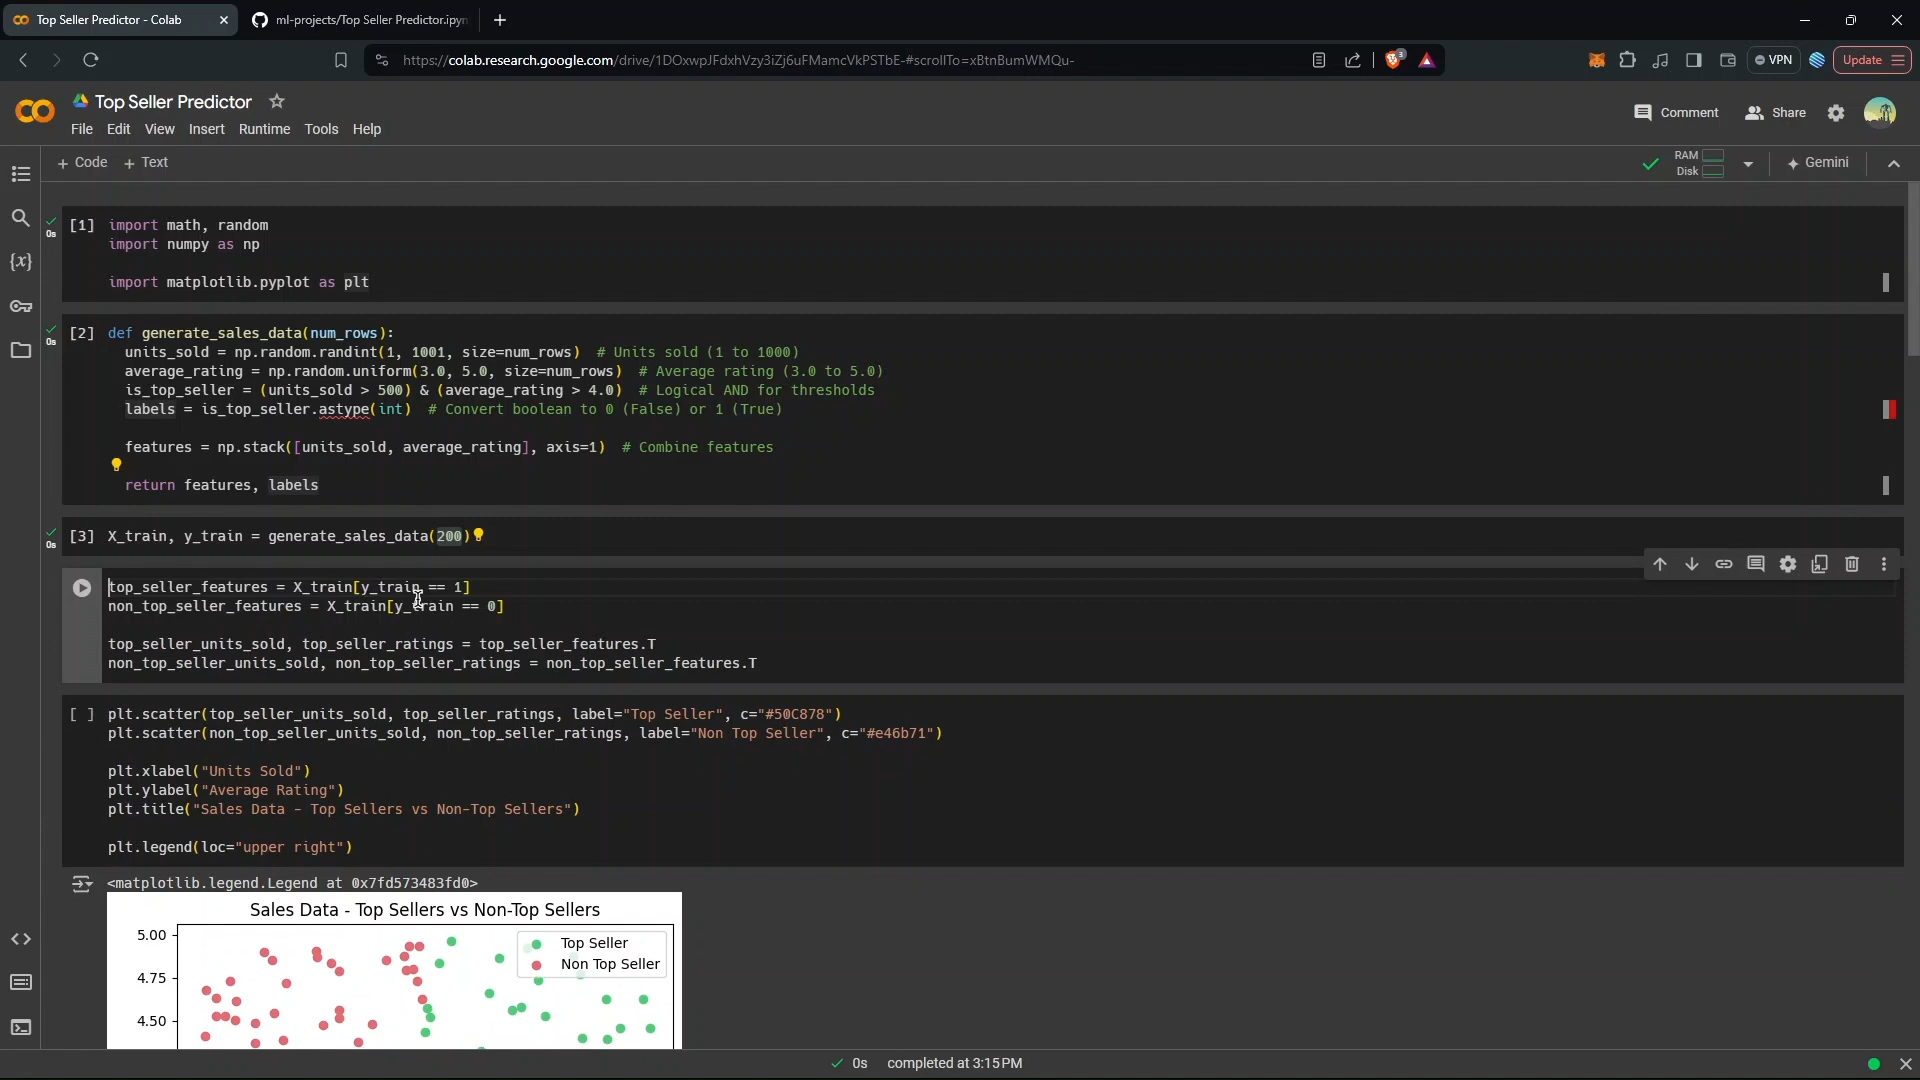 Top Seller Predictor - Colab
ml-projects/Top Seller Predictor.ipyn
https://colab.research.google.com/drive/1DOxwpJFdxhVzy3iZj6uFMamcVkPSTbE-#scrollTo=xBtnBumWMQu-
3
VPN
Update
Top Seller Predictor
File Edit View Insert Runtime Tools Help
Comment
Share
+ Code + Text
RAM
Disk
Gemini
[1] import math, random
import numpy as np
import matplotlib.pyplot as plt
0s
[2] def generate_sales_data(num_rows):
units_sold = np.random.randint(1, 1001, size=num_rows) # Units sold (1 to 1000)
average_rating = np.random.uniform(3.0, 5.0, size=num_rows) # Average rating (3.0 to 5.0)
is_top_seller = (units_sold > 500) & (average_rating > 4.0) # Logical AND for thresholds
labels = is_top_seller.astype(int) # Convert boolean to 0 (False) or 1 (True)
features = np.stack([units_sold, average_rating], axis=1) # Combine features
return features, labels
0s
[3] X_train, y_train = generate_sales_data(200)
0s
top_seller_features = X_train[y_train == 1]
non_top_seller_features = X_train[y_train == 0]
top_seller_units_sold, top_seller_ratings = top_seller_features.T
non_top_seller_units_sold, non_top_seller_ratings = non_top_seller_features.T
[ ] plt.scatter(top_seller_units_sold, top_seller_ratings, label="Top Seller", c="#50C878")
plt.scatter(non_top_seller_units_sold, non_top_seller_ratings, label="Non Top Seller", c="#e46b71")
plt.xlabel("Units Sold")
plt.ylabel("Average Rating")
plt.title("Sales Data - Top Sellers vs Non-Top Sellers")
plt.legend(loc="upper right")
<matplotlib.legend.Legend at 0x7fd573483fd0>
Sales Data - Top Sellers vs Non-Top Sellers
5.00
Top Seller
Non Top Seller
4.75
4.50
0s completed at 3:15 PM